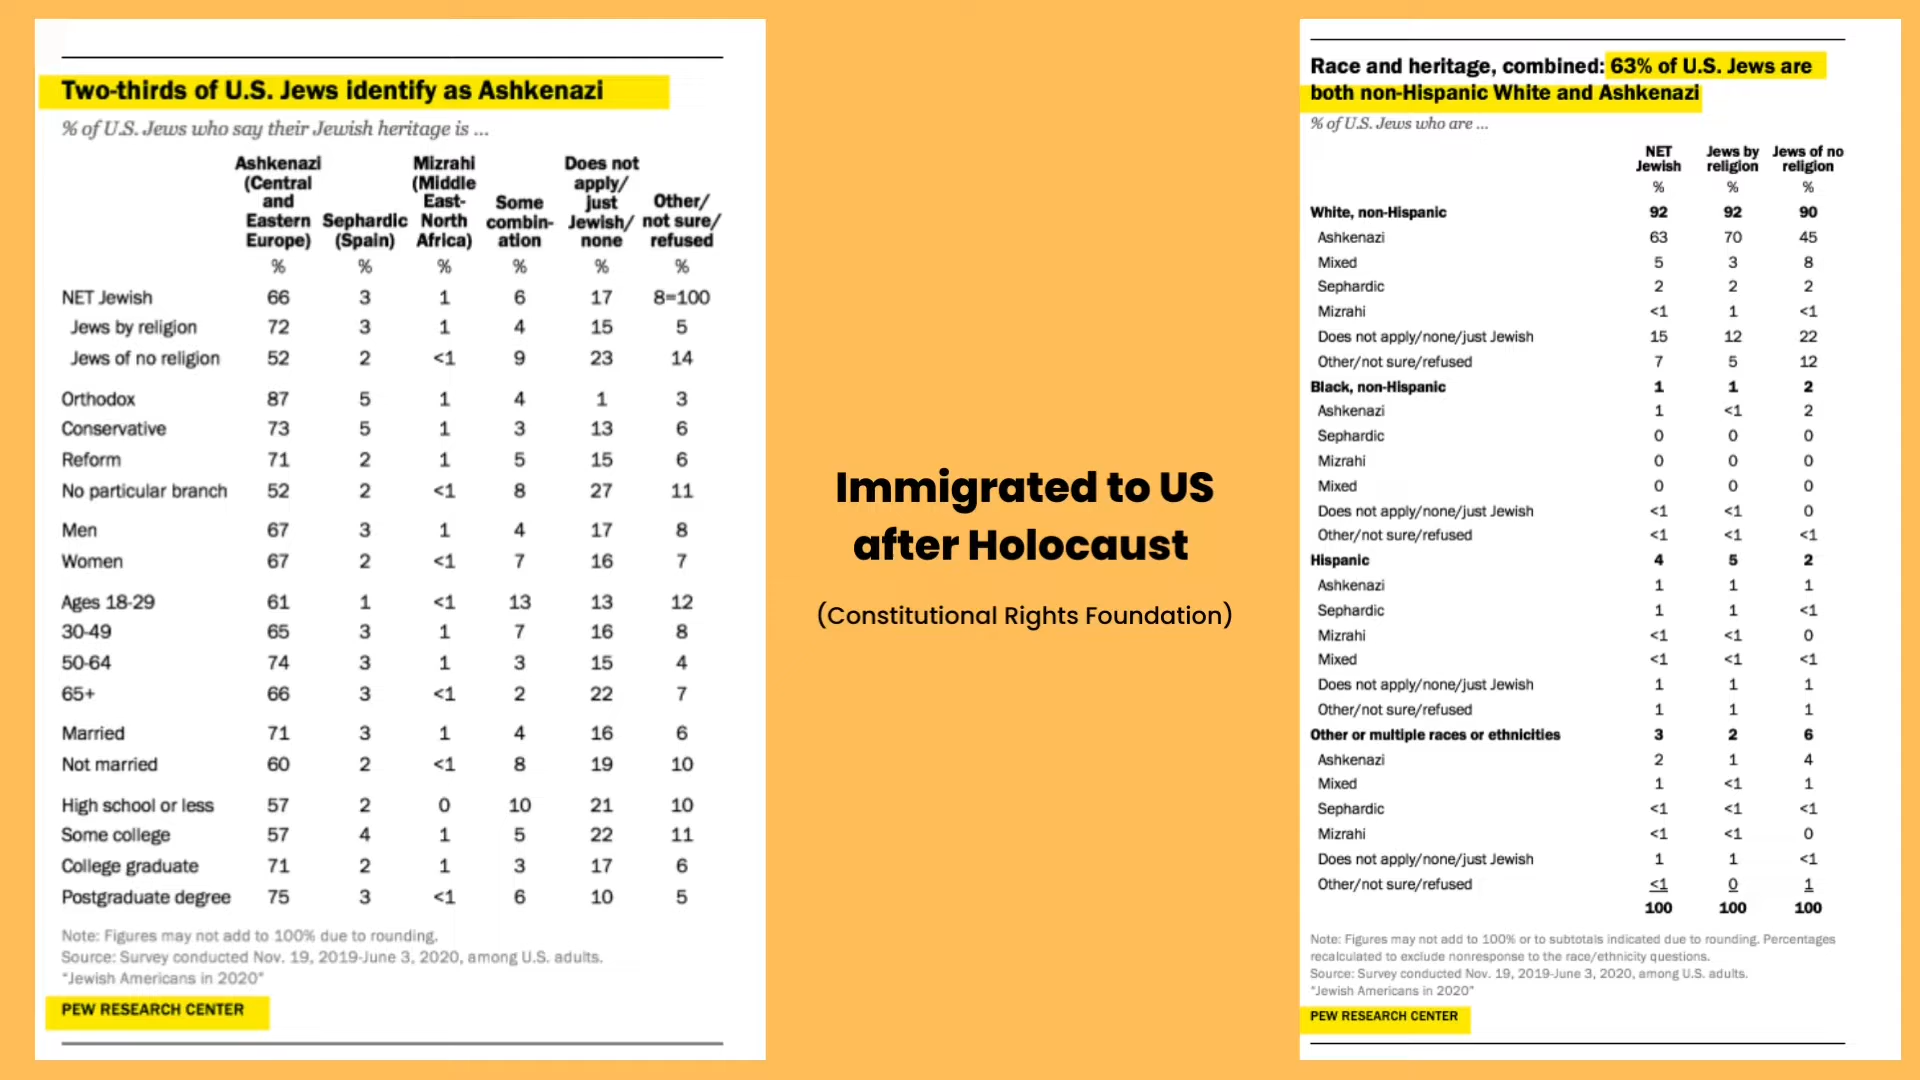 Two-thirds of U.S. Jews identify as Ashkenazi
% of U.S. Jews who say their Jewish heritage is ...
Ashkenazi (Central and Eastern Europe) Sephardic (Spain) Mizrahi (Middle East-North Africa) Some combin-ation Does not apply/just Jewish/none Other/not sure/refused
% % % % % %
NET Jewish 66 3 1 6 17 8=100
Jews by religion 72 3 1 4 15 5
Jews of no religion 52 2 <1 9 23 14
Orthodox 87 5 1 4 1 3
Conservative 73 5 1 3 13 6
Reform 71 2 1 5 15 6
No particular branch 52 2 <1 8 27 11
Men 67 3 1 4 17 8
Women 67 2 <1 7 16 7
Ages 18-29 61 1 <1 13 13 12
30-49 65 3 1 7 16 8
50-64 74 3 1 3 15 4
65+ 66 3 <1 2 22 7
Married 71 3 1 4 16 6
Not married 60 2 <1 8 19 10
High school or less 57 2 0 10 21 10
Some college 57 4 1 5 22 11
College graduate 71 2 1 3 17 6
Postgraduate degree 75 3 <1 6 10 5
Note: Figures may not add to 100% due to rounding.
Source: Survey conducted Nov. 19, 2019-June 3, 2020, among U.S. adults.
"Jewish Americans in 2020"
PEW RESEARCH CENTER
Immigrated to US
after Holocaust
(Constitutional Rights Foundation)
Race and heritage, combined: 63% of U.S. Jews are
both non-Hispanic White and Ashkenazi
% of U.S. Jews who are ...
NET Jewish Jews by religion Jews of no religion
% % %
White, non-Hispanic 92 92 90
Ashkenazi 63 70 45
Mixed 5 3 8
Sephardic 2 2 2
Mizrahi <1 1 <1
Does not apply/none/just Jewish 15 12 22
Other/not sure/refused 7 5 12
Black, non-Hispanic 1 1 2
Ashkenazi 1 <1 2
Sephardic 0 0 0
Mizrahi 0 0 0
Mixed 0 0 0
Does not apply/none/just Jewish <1 <1 0
Other/not sure/refused <1 <1 <1
Hispanic 4 5 2
Ashkenazi 1 1 1
Sephardic 1 1 <1
Mizrahi <1 <1 0
Mixed <1 <1 <1
Does not apply/none/just Jewish 1 1 1
Other/not sure/refused 1 1 1
Other or multiple races or ethnicities 3 2 6
Ashkenazi 2 1 4
Mixed 1 <1 1
Sephardic <1 <1 <1
Mizrahi <1 <1 0
Does not apply/none/just Jewish 1 1 <1
Other/not sure/refused <1 0 1
100 100 100
Note: Figures may not add to 100% or to subtotals indicated due to rounding. Percentages
recalculated to exclude nonresponse to the race/ethnicity questions.
Source: Survey conducted Nov. 19, 2019-June 3, 2020, among U.S. adults.
"Jewish Americans in 2020"
PEW RESEARCH CENTER